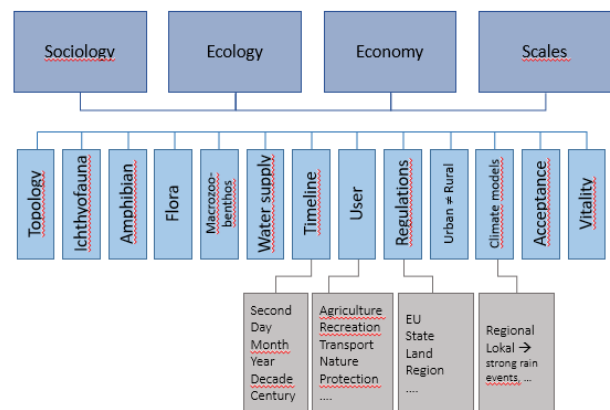 Sociology
Ecology
Economy
Scales
Topology
Ichthyofauna
Amphibian
Flora
Macrozoo-
benthos
Water supply
Timeline
User
Regulations
Urban ≠ Rural
Climate models
Acceptance
Vitality
Second
Day
Month
Year
Decade
Century
Agriculture
Recreation
Transport
Nature
Protection
....
EU
State
Land
Region
....
Regional
Lokal →
strong rain
events, ...